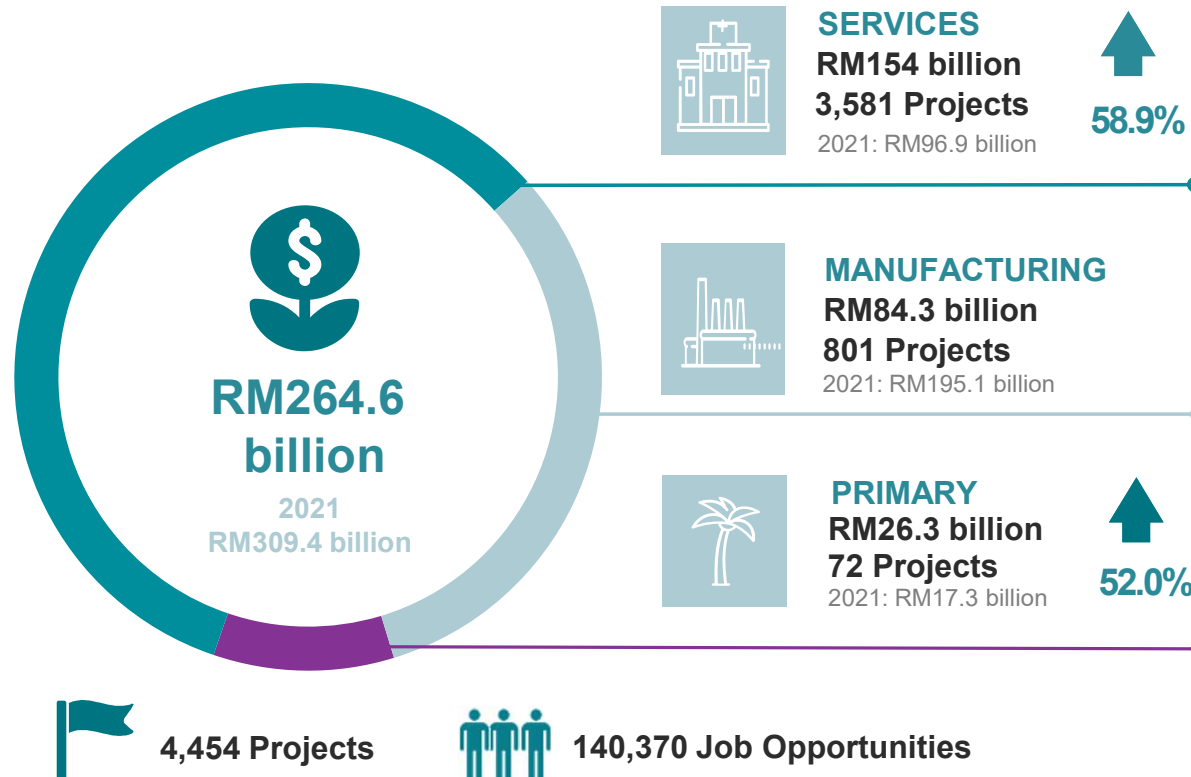 SERVICES
RM154 billion
3,581 Projects
2021: RM96.9 billion
58.9%
$
RM264.6
billion
2021
RM309.4 billion
MANUFACTURING
RM84.3 billion
801 Projects
2021: RM195.1 billion
PRIMARY
RM26.3 billion
72 Projects
2021: RM17.3 billion
52.0%
4,454 Projects
140,370 Job Opportunities